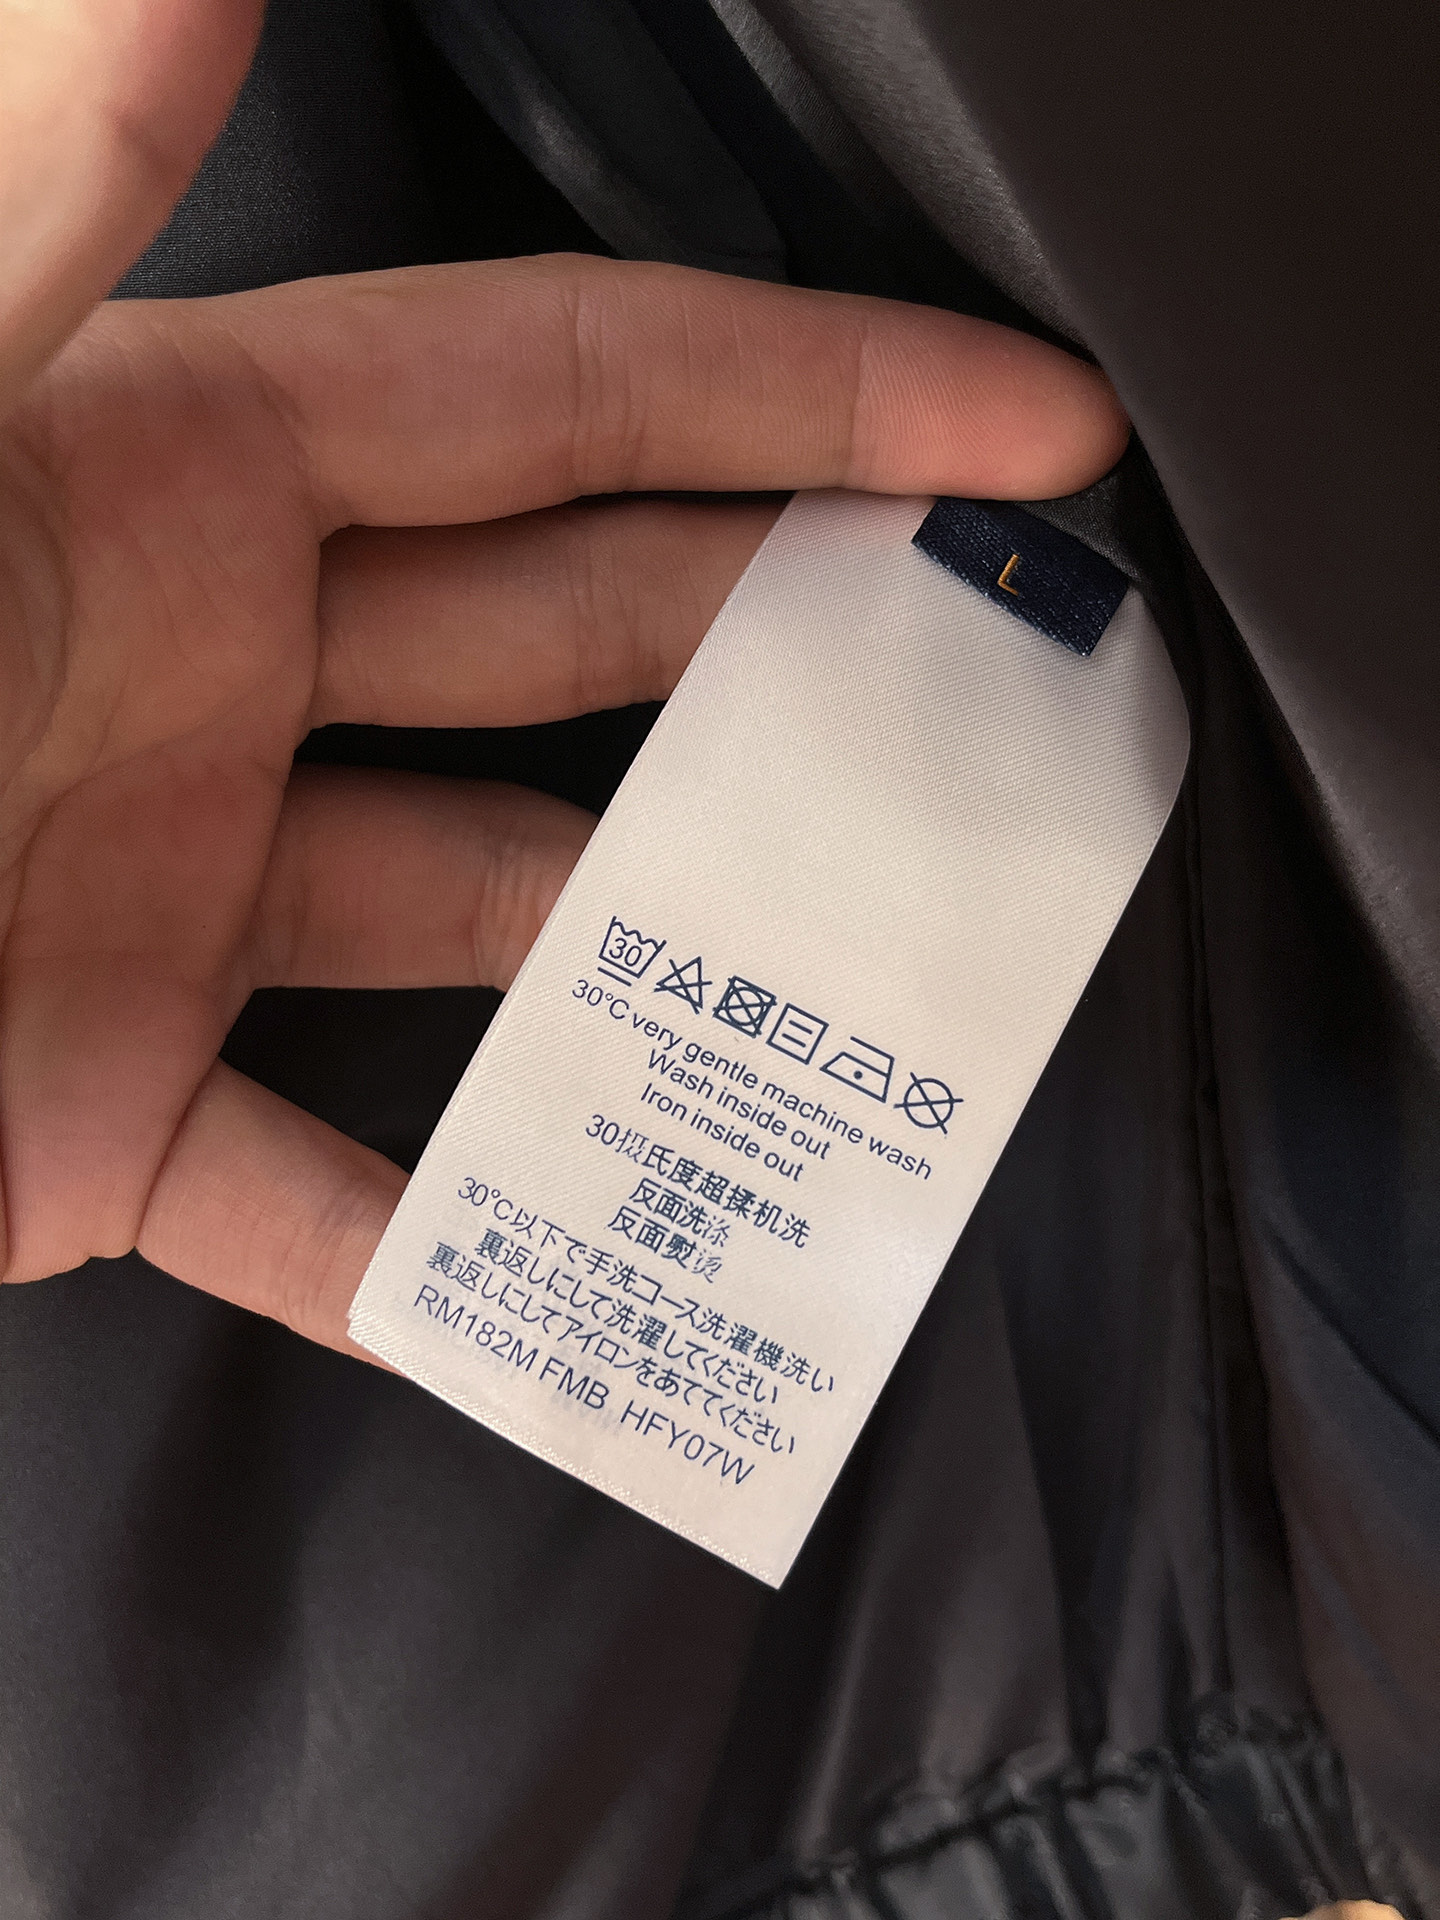 L
30
30°C very gentle machine wash
Wash inside out
Iron inside out
30摄氏度超揉机洗
反面洗涤
反面熨烫
30°C以下で手洗コース洗濯機洗い
裏返しにして洗濯してください
裏返しにしてアイロンをあててください
RM182M FMB HFY07W